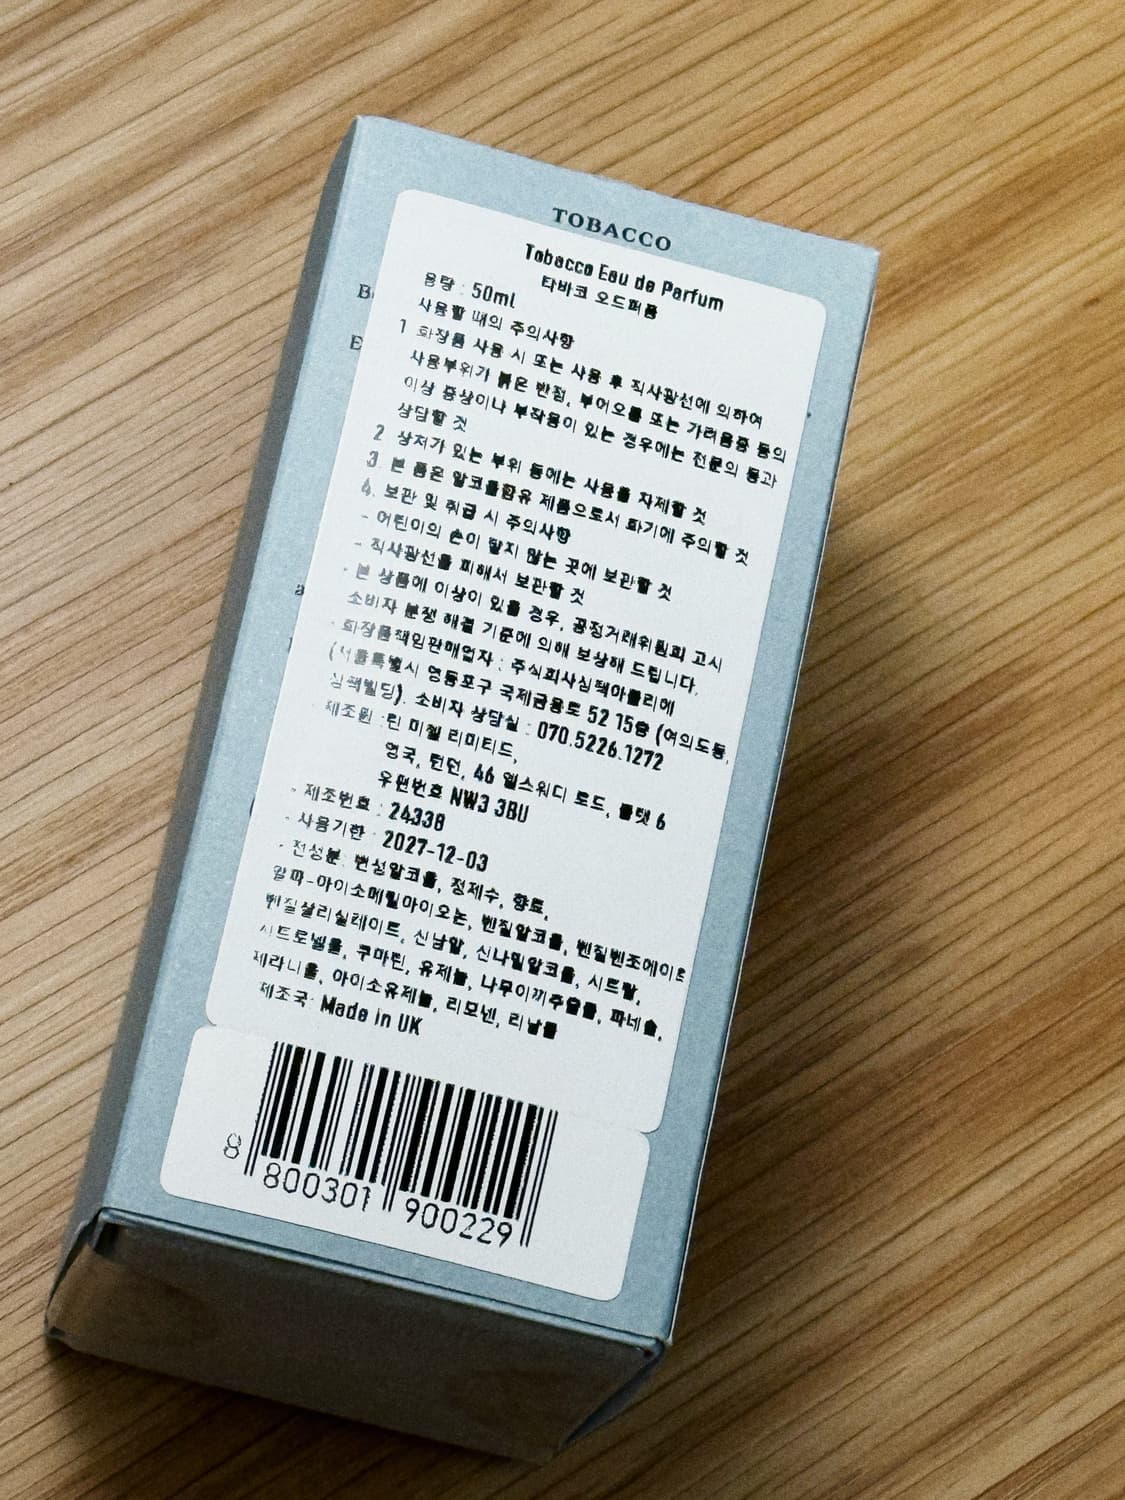 TOBACCO
Tobacco Eau de Parfum
타바코 오드퍼퓸
용량 : 50ml
사용할 때의 주의사항
1 화장품 사용 시 또는 사용 후 직사광선에 의하여
사용부위가 붉은 반점, 부어오름 또는 가려움증 등의
이상 증상이나 부작용이 있는 경우에는 전문의 등과
상담할 것
2 상처가 있는 부위 등에는 사용을 자제할 것
3 본 품은 알코올함유 제품으로서 화기에 주의할 것
4. 보관 및 취급 시 주의사항
- 어린이의 손이 닿지 않는 곳에 보관할 것
- 직사광선을 피해서 보관할 것
· 본 상품에 이상이 있을 경우, 공정거래위원회 고시
소비자 분쟁 해결 기준에 의해 보상해 드립니다.
· 화장품책임판매업자 : 주식회사심팩아플리에
(서울특별시 영등포구 국제금융로 52 15층 (여의도동,
심팩빌딩). 소비자 상담실 : 070.5226.1272
· 제조원 : 린 미첼 리미티드,
영국, 런던, 46 엘스워디 로드, 플랫 6
우편번호 NW3 3BU
- 제조번호 : 24338
- 사용기한 : 2027-12-03
- 전성분: 변성알코올, 정제수, 향료,
알파-아이소메틸아이오논, 벤질알코올, 벤질벤조에이트
벤질살리실레이트, 신남알, 신나밀알코올, 시트랄,
시트로넬올, 쿠마린, 유제놀, 나무이끼추출물, 파네솔,
제라니올, 아이소유제놀, 리모넨, 리날롤
제조국: Made in UK
8 800301 900229